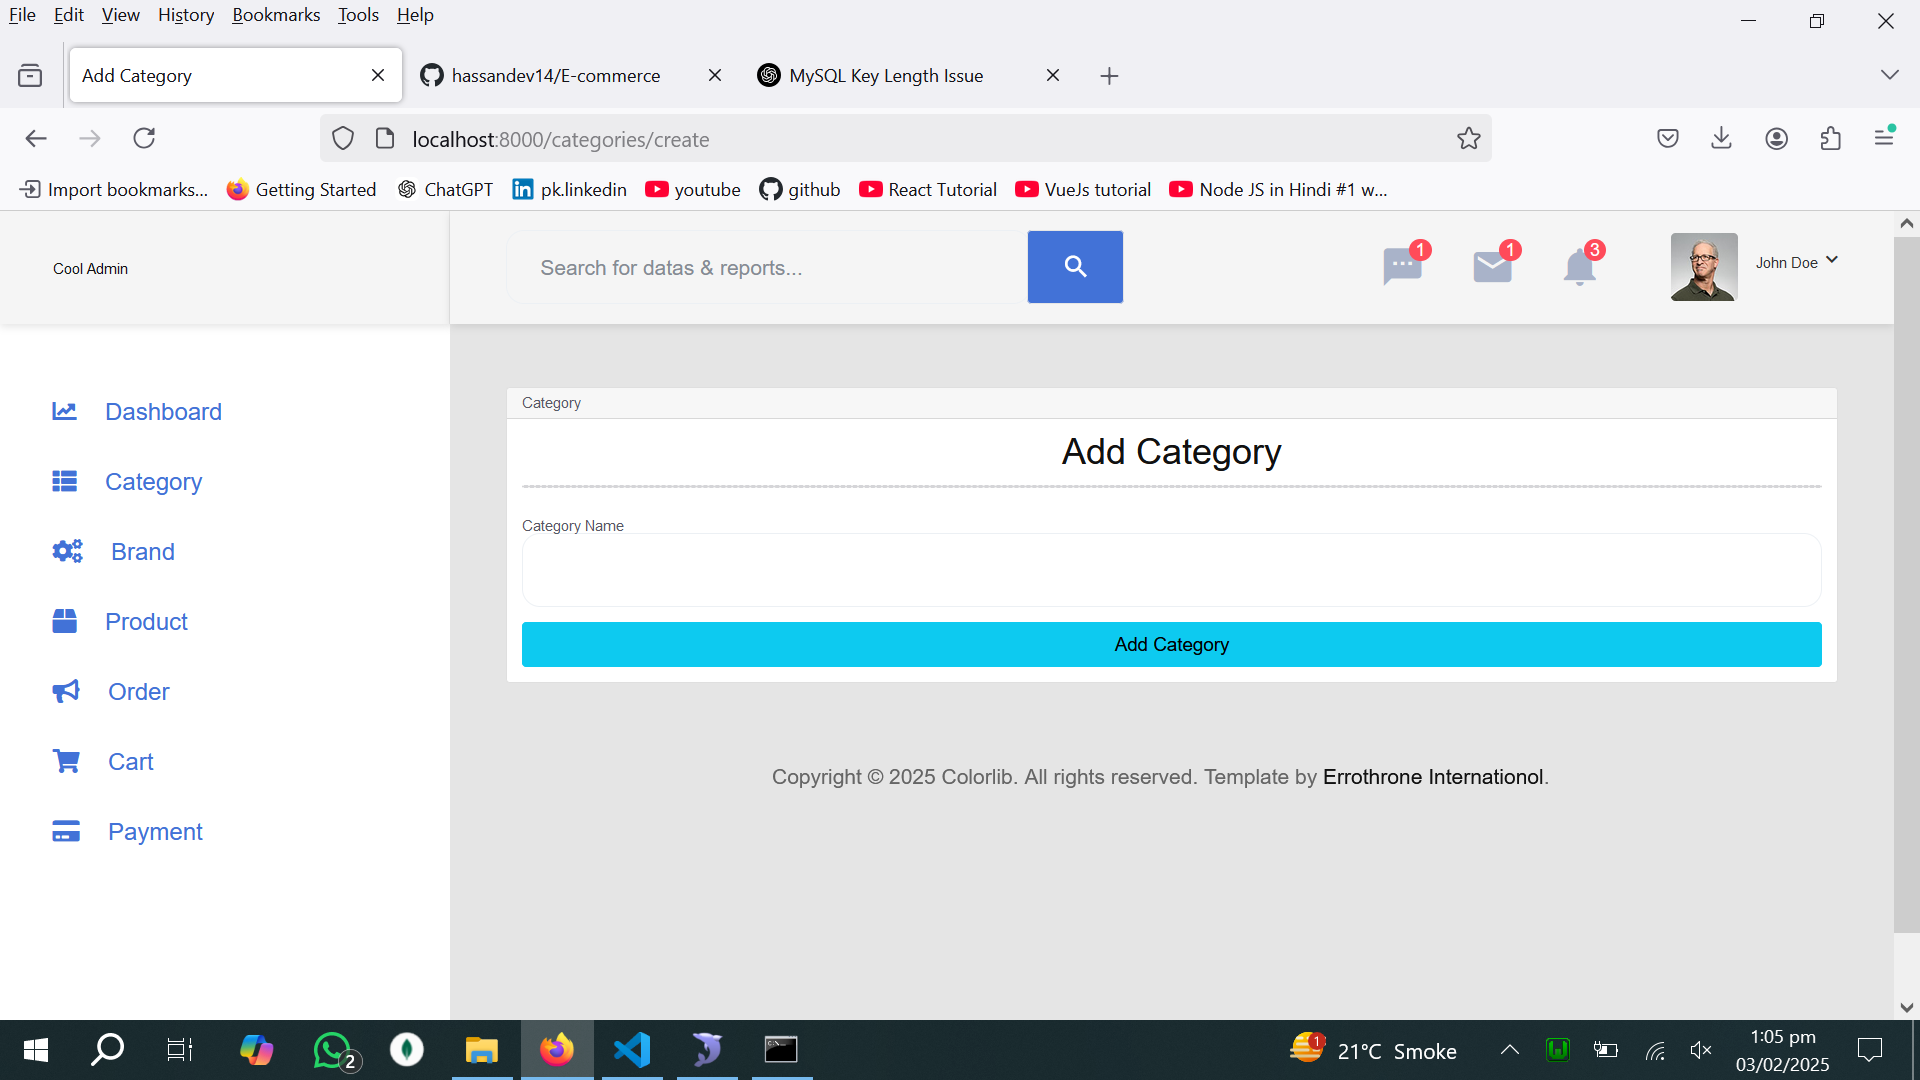 File Edit View History Bookmarks Tools Help
Add Category
hassandev14/E-commerce
MySQL Key Length Issue
localhost:8000/categories/create
Import bookmarks...
Getting Started
ChatGPT
pk.linkedin
youtube
github
React Tutorial
VueJs tutorial
Node JS in Hindi #1 w...
Cool Admin
Search for datas & reports...
1
1
3
John Doe
Dashboard
Category
Brand
Product
Order
Cart
Payment
Category
Add Category
Category Name
Add Category
Copyright © 2025 Colorlib. All rights reserved. Template by Errothrone Internationol.
2
1
21°C Smoke
1:05 pm
03/02/2025